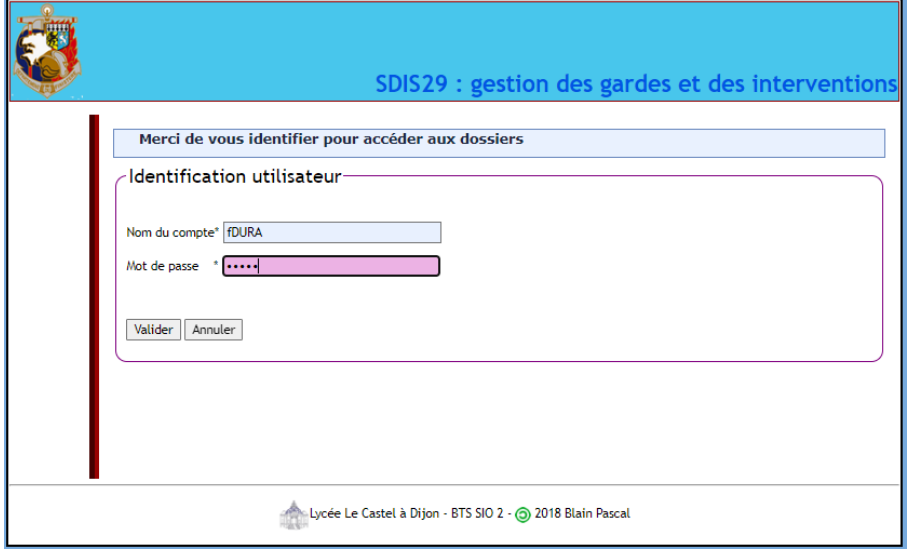 SDIS29 : gestion des gardes et des interventions
Merci de vous identifier pour accéder aux dossiers
Identification utilisateur
Nom du compte* fDURA
Mot de passe * •••••
Valider Annuler
Lycée Le Castel à Dijon - BTS SIO 2 - 2018 Blain Pascal